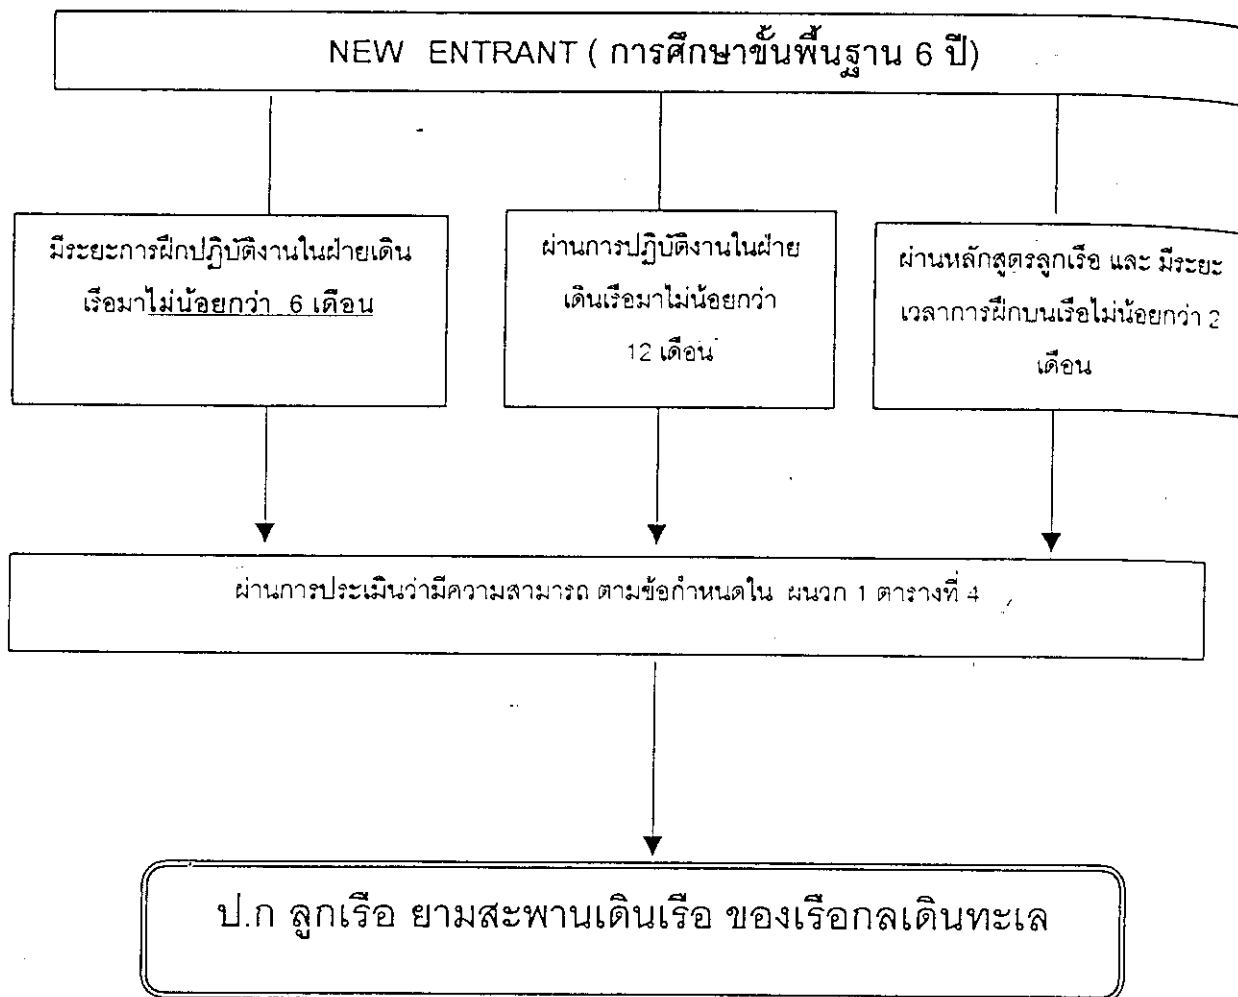 NEW ENTRANT ( การศึกษาขั้นพื้นฐาน 6 ปี)
มีระยะการฝึกปฏิบัติงานในฝ่ายเดิน
เรือมาไม่น้อยกว่า 6 เดือน
ผ่านการปฏิบัติงานในฝ่าย
เดินเรือมาไม่น้อยกว่า
12 เดือน
ผ่านหลักสูตรลูกเรือ และ มีระยะ
เวลาการฝึกบนเรือไม่น้อยกว่า 2
เดือน
ผ่านการประเมินว่ามีความสามารถ ตามข้อกำหนดใน ผนวก 1 ตารางที่ 4
ป.ก ลูกเรือ ยามสะพานเดินเรือ ของเรือกลเดินทะเล